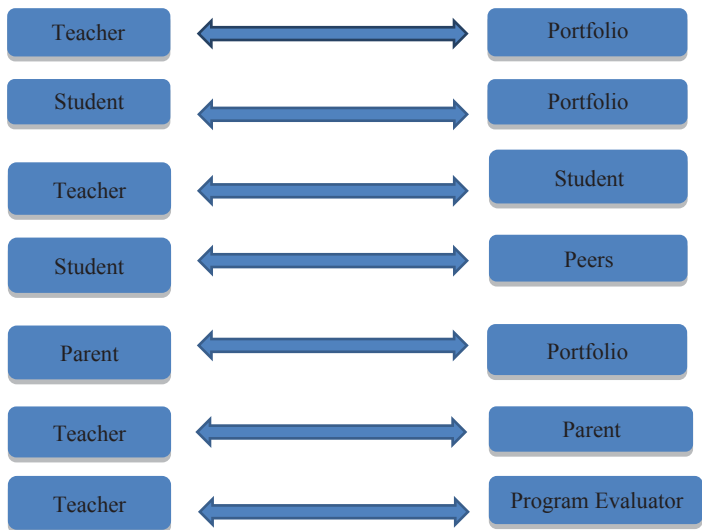 Teacher
Portfolio
Student
Portfolio
Teacher
Student
Student
Peers
Parent
Portfolio
Teacher
Parent
Teacher
Program Evaluator